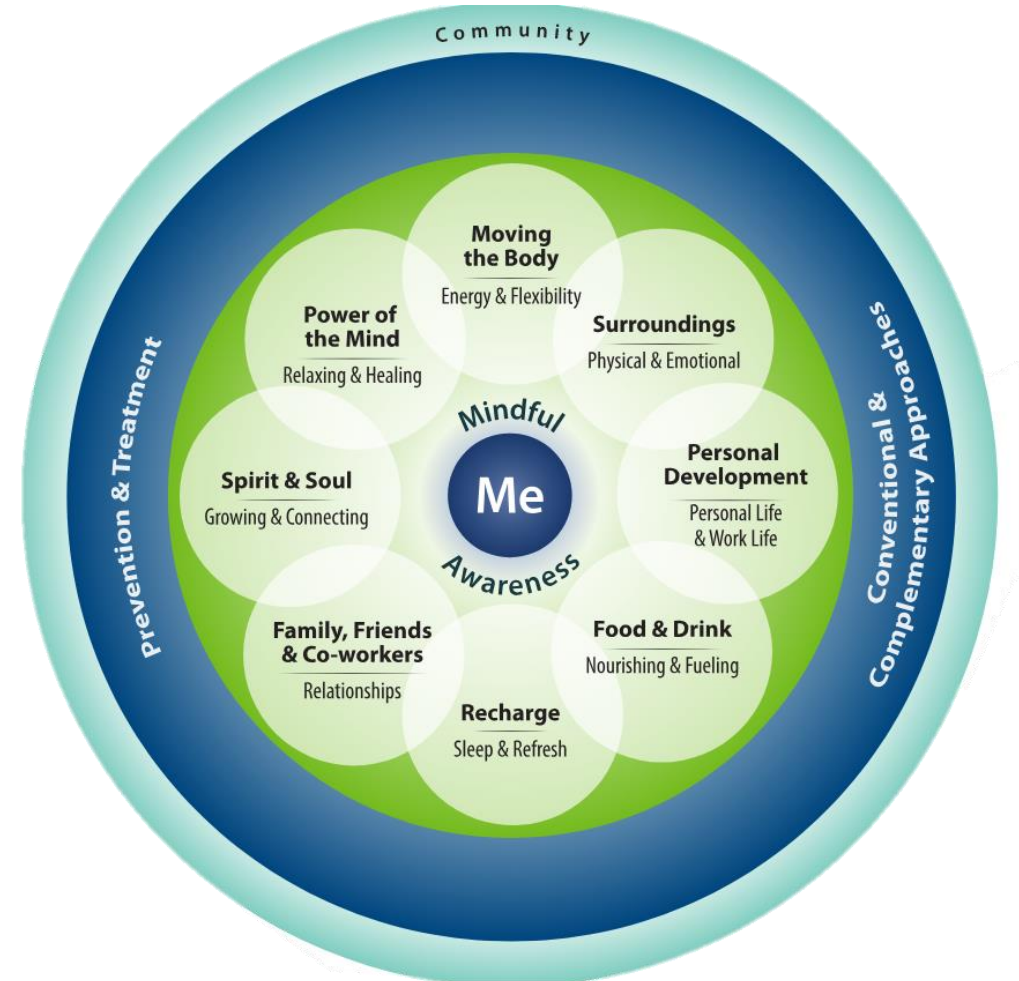 Community
Moving
the Body
Energy & Flexibility
Surroundings
Physical & Emotional
Personal
Development
Personal Life
& Work Life
Food & Drink
Nourishing & Fueling
Recharge
Sleep & Refresh
Family, Friends
& Co-workers
Relationships
Spirit & Soul
Growing & Connecting
Power of
the Mind
Relaxing & Healing
Mindful
Me
Awareness
Prevention & Treatment
Conventional &
Complementary Approaches